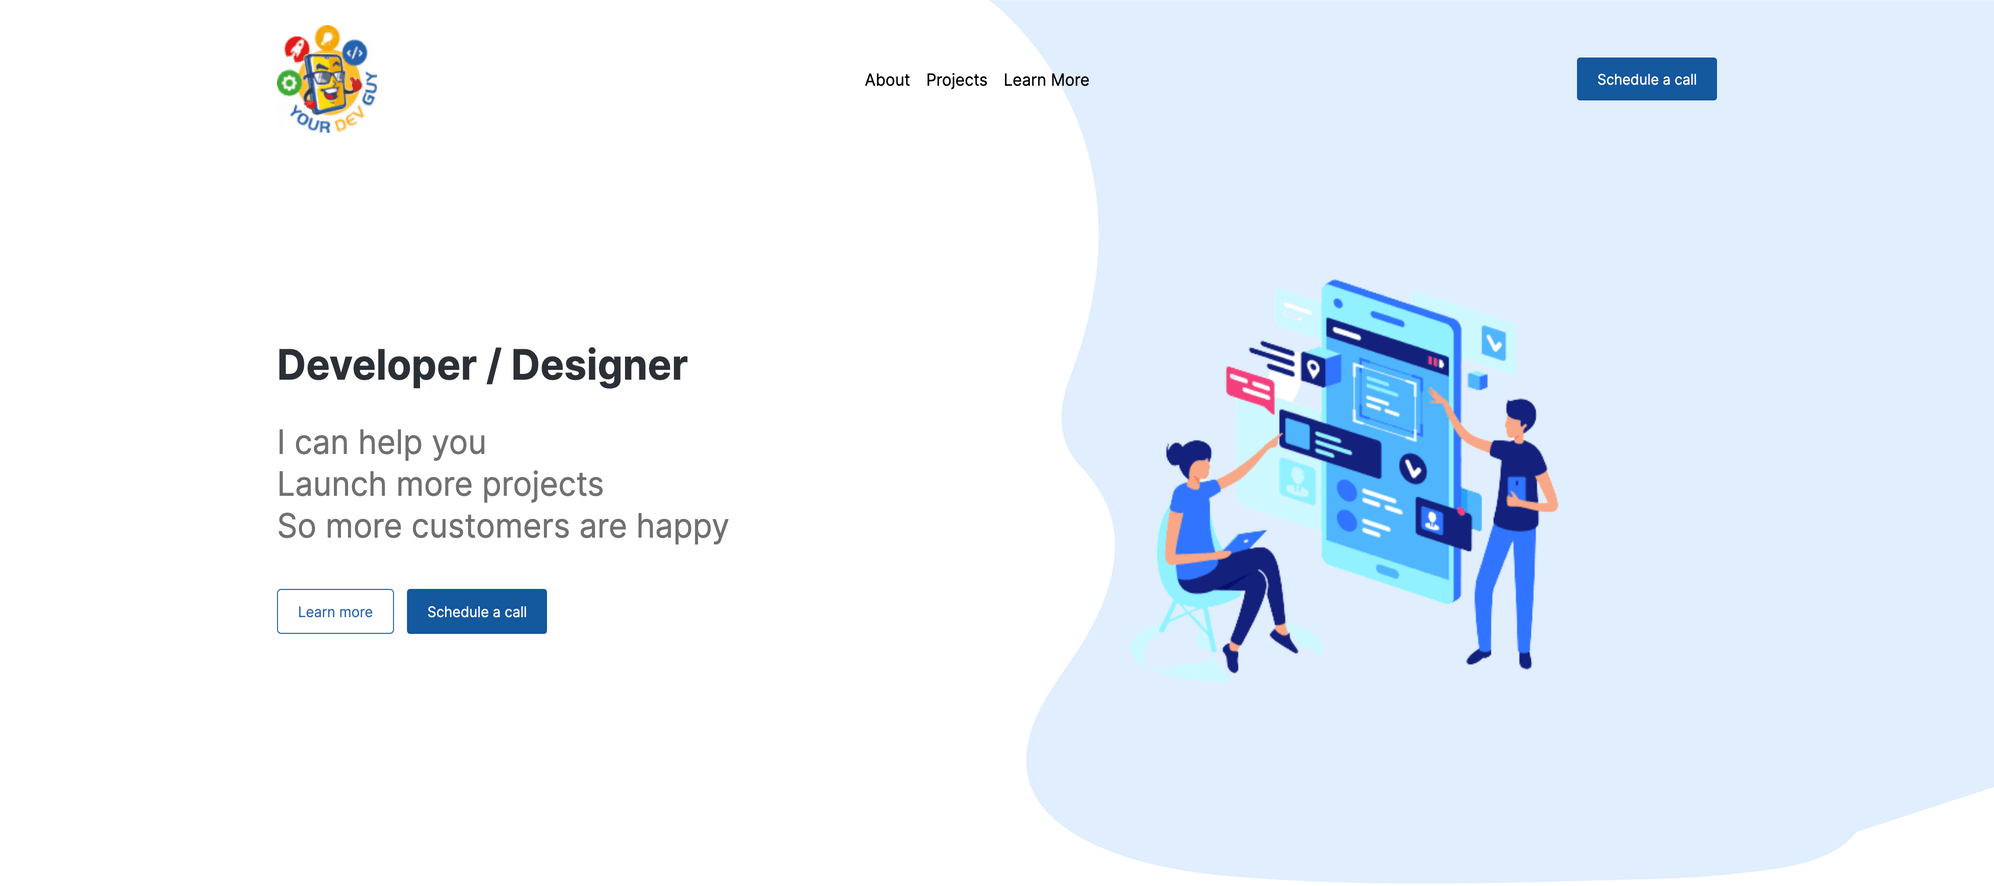 YOUR DEV GUY
About Projects Learn More
Schedule a call
Developer / Designer
I can help you
Launch more projects
So more customers are happy
Learn more
Schedule a call